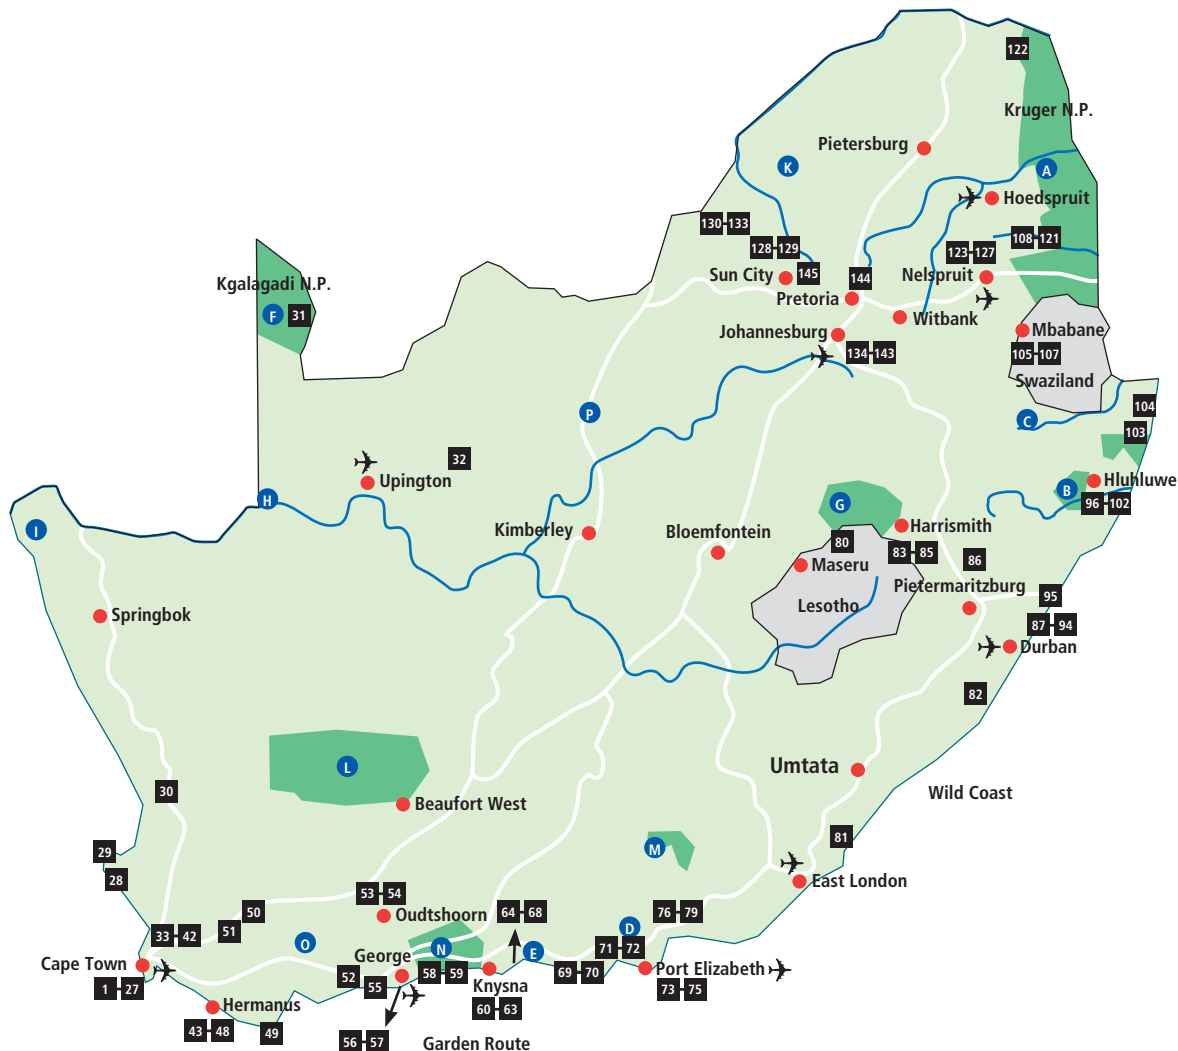 122
Kruger N.P.
Pietersburg
K
A
Hoedspruit
130-133
128-129
108-121
123-127
Sun City
145
144
Nelspruit
Kgalagadi N.P.
Pretoria
F
31
Witbank
Johannesburg
Mbabane
134-143
105-107
Swaziland
104
P
C
103
32
Upington
Hluhluwe
H
B
G
96-102
I
Kimberley
Bloemfontein
Harrismith
80
83-85
86
Maseru
Pietermaritzburg
Springbok
Lesotho
95
87-94
Durban
82
L
Umtata
30
Beaufort West
Wild Coast
81
M
29
28
East London
53-54
50
Oudtshoorn
64-68
76-79
51
33-42
O
N
E
D
71-72
Cape Town
George
58-59
69-70
Port Elizabeth
52
55
Knysna
1-27
73-75
Hermanus
60-63
43-48
49
56-57
Garden Route